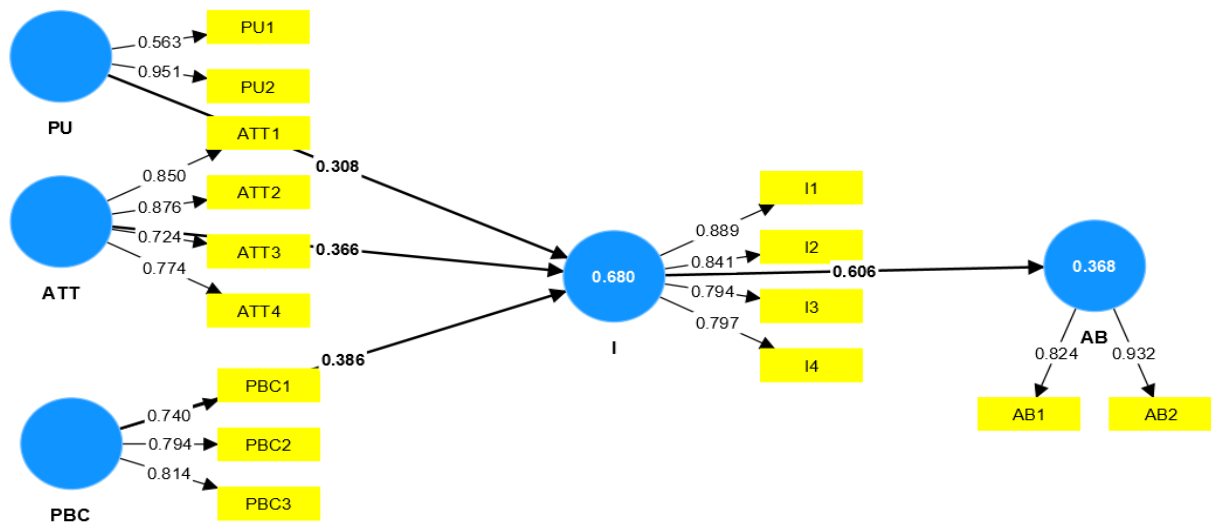 PU1
0.563
0.951
PU2
PU
ATT1
0.308
0.850
ATT2
0.876
0.724
ATT3
0.366
0.774
ATT4
ATT
PBC1
0.386
0.740
PBC2
0.794
0.814
PBC3
PBC
I1
0.889
I2
0.841
0.680
0.794
I3
0.797
I4
I
0.606
0.368
AB
0.824
0.932
AB1
AB2